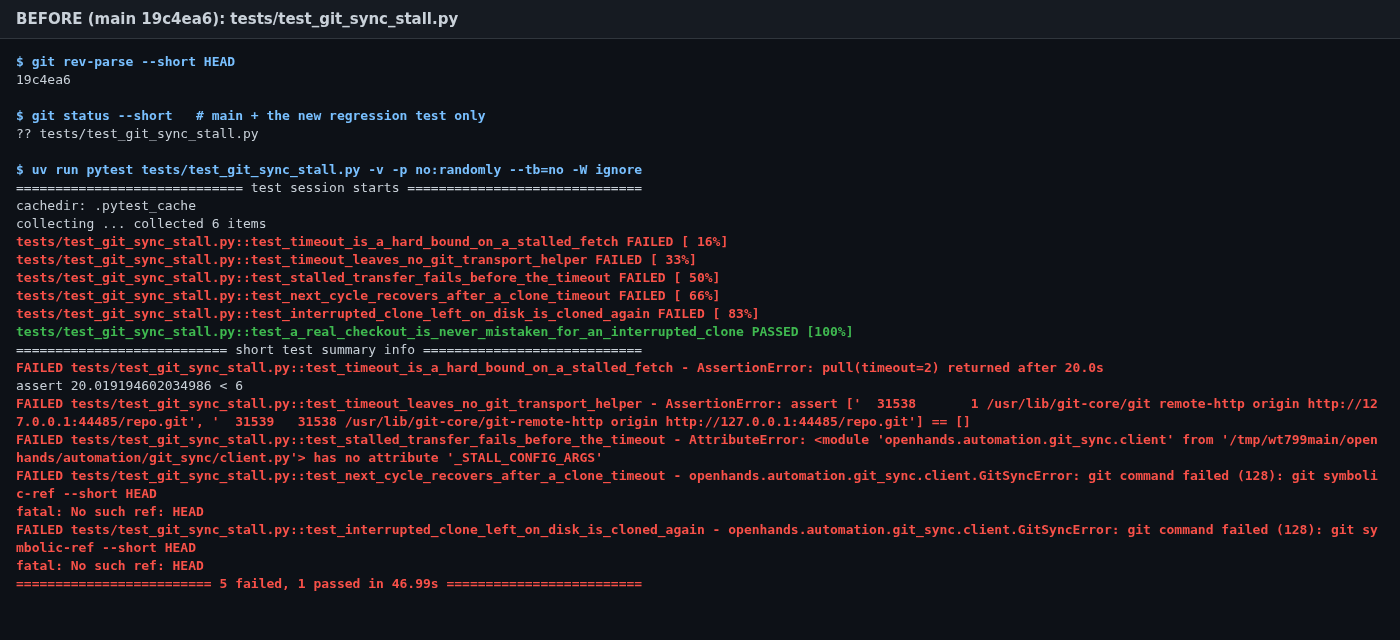 BEFORE (main 19c4ea6): tests/test_git_sync_stall.py
$ git rev-parse --short HEAD
19c4ea6
$ git status --short   # main + the new regression test only
?? tests/test_git_sync_stall.py
$ uv run pytest tests/test_git_sync_stall.py -v -p no:randomly --tb=no -W ignore
============================= test session starts ==============================
cachedir: .pytest_cache
collecting ... collected 6 items
tests/test_git_sync_stall.py::test_timeout_is_a_hard_bound_on_a_stalled_fetch FAILED [ 16%]
tests/test_git_sync_stall.py::test_timeout_leaves_no_git_transport_helper FAILED [ 33%]
tests/test_git_sync_stall.py::test_stalled_transfer_fails_before_the_timeout FAILED [ 50%]
tests/test_git_sync_stall.py::test_next_cycle_recovers_after_a_clone_timeout FAILED [ 66%]
tests/test_git_sync_stall.py::test_interrupted_clone_left_on_disk_is_cloned_again FAILED [ 83%]
tests/test_git_sync_stall.py::test_a_real_checkout_is_never_mistaken_for_an_interrupted_clone PASSED [100%]
=========================== short test summary info ============================
FAILED tests/test_git_sync_stall.py::test_timeout_is_a_hard_bound_on_a_stalled_fetch - AssertionError: pull(timeout=2) returned after 20.0s
assert 20.019194602034986 < 6
FAILED tests/test_git_sync_stall.py::test_timeout_leaves_no_git_transport_helper - AssertionError: assert ['  31538       1 /usr/lib/git-core/git remote-http origin http://12
7.0.0.1:44485/repo.git', '  31539   31538 /usr/lib/git-core/git-remote-http origin http://127.0.0.1:44485/repo.git'] == []
FAILED tests/test_git_sync_stall.py::test_stalled_transfer_fails_before_the_timeout - AttributeError: <module 'openhands.automation.git_sync.client' from '/tmp/wt799main/open
hands/automation/git_sync/client.py'> has no attribute '_STALL_CONFIG_ARGS'
FAILED tests/test_git_sync_stall.py::test_next_cycle_recovers_after_a_clone_timeout - openhands.automation.git_sync.client.GitSyncError: git command failed (128): git symboli
c-ref --short HEAD
fatal: No such ref: HEAD
FAILED tests/test_git_sync_stall.py::test_interrupted_clone_left_on_disk_is_cloned_again - openhands.automation.git_sync.client.GitSyncError: git command failed (128): git sy
mbolic-ref --short HEAD
fatal: No such ref: HEAD
========================= 5 failed, 1 passed in 46.99s =========================